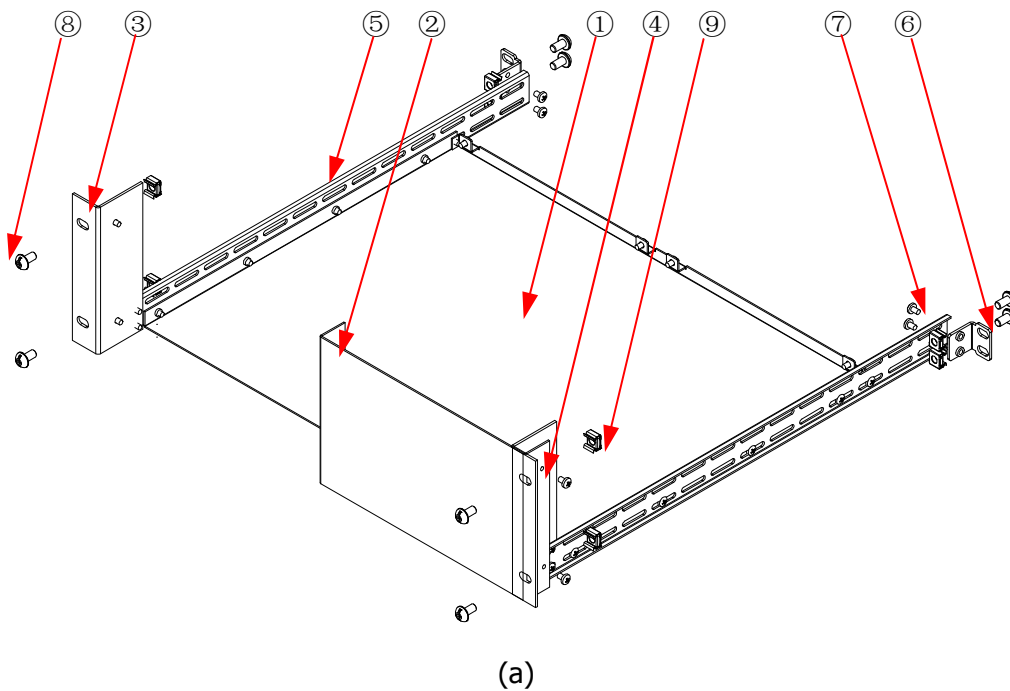 ⑧ ③ ⑤ ② ① ④ ⑨ ⑦ ⑥
(a)